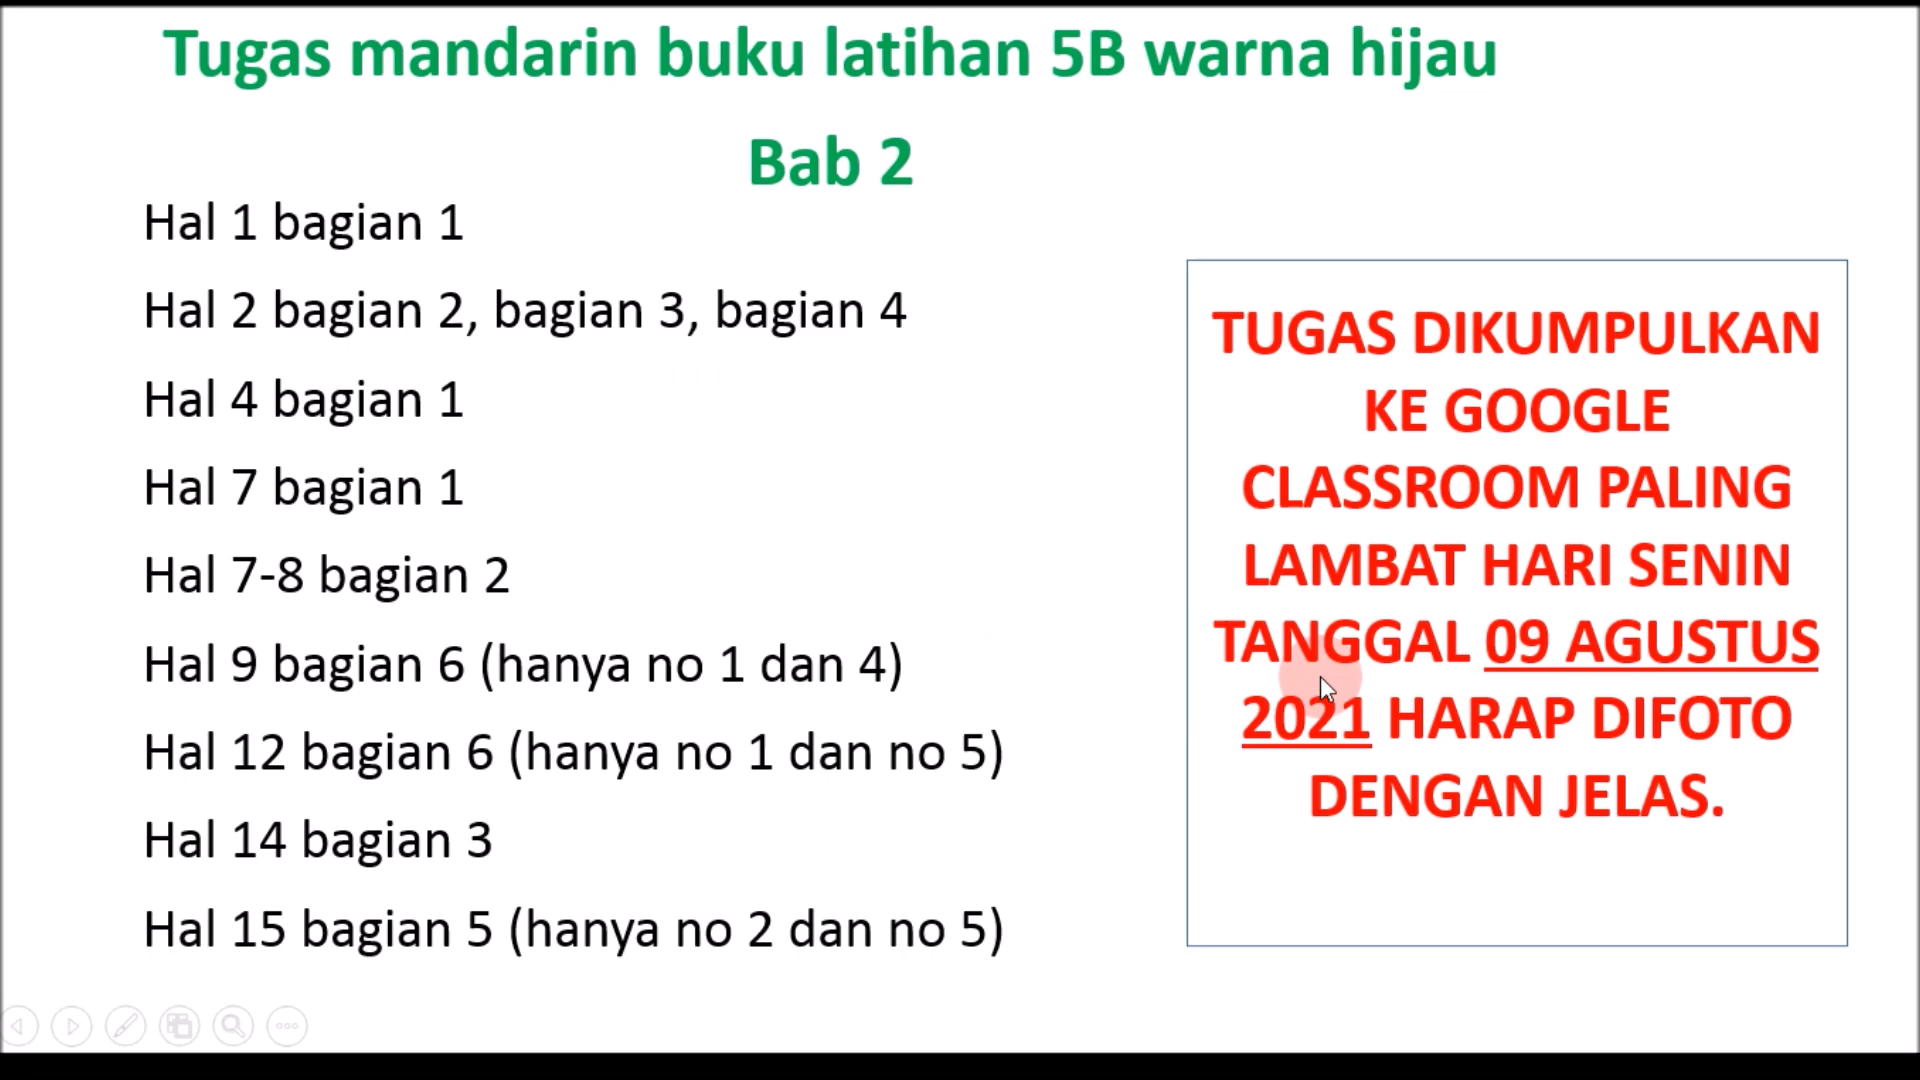 Tugas mandarin buku latihan 5B warna hijau
Bab 2
Hal 1 bagian 1
Hal 2 bagian 2, bagian 3, bagian 4
Hal 4 bagian 1
Hal 7 bagian 1
Hal 7-8 bagian 2
Hal 9 bagian 6 (hanya no 1 dan 4)
Hal 12 bagian 6 (hanya no 1 dan no 5)
Hal 14 bagian 3
Hal 15 bagian 5 (hanya no 2 dan no 5)
TUGAS DIKUMPULKAN
KE GOOGLE
CLASSROOM PALING
LAMBAT HARI SENIN
TANGGAL 09 AGUSTUS
2021 HARAP DIFOTO
DENGAN JELAS.